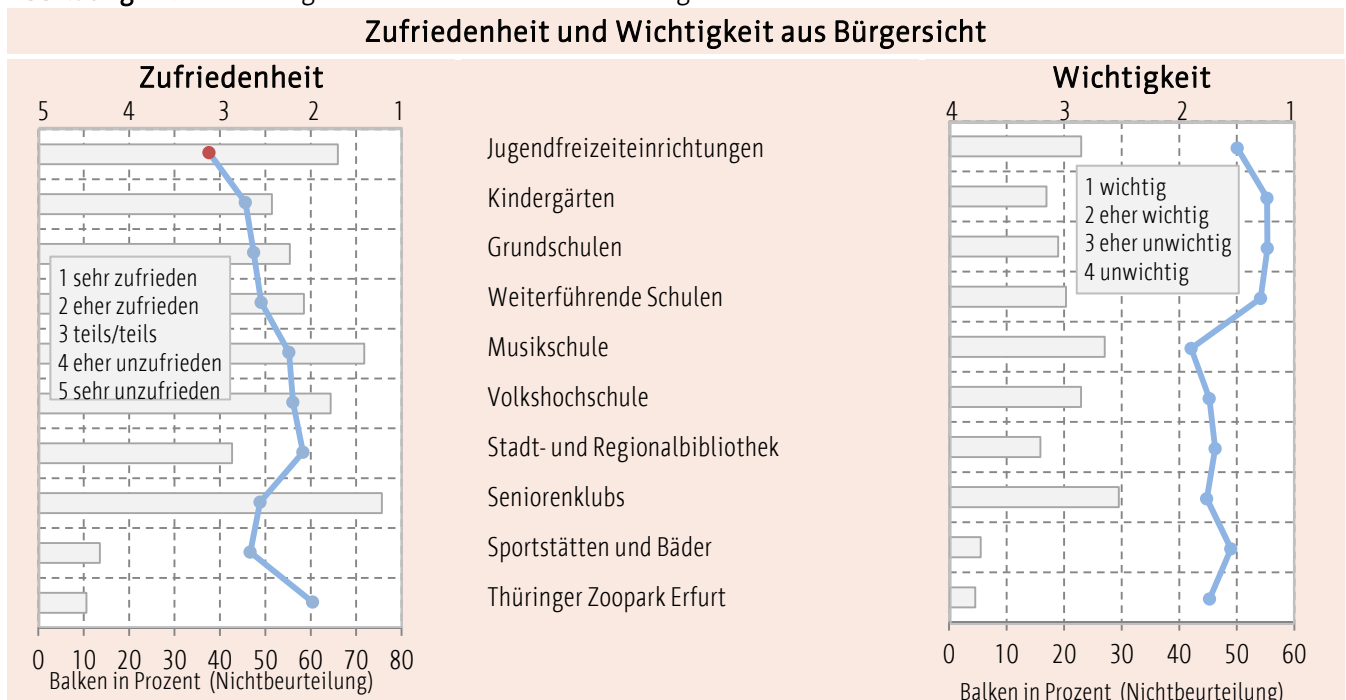 Zufriedenheit und Wichtigkeit aus Bürgersicht
Zufriedenheit
5 4 3 2 1
1 sehr zufrieden
2 eher zufrieden
3 teils/teils
4 eher unzufrieden
5 sehr unzufrieden
0 10 20 30 40 50 60 70 80
Balken in Prozent (Nichtbeurteilung)
Jugendfreizeiteinrichtungen
Kindergärten
Grundschulen
Weiterführende Schulen
Musikschule
Volkshochschule
Stadt- und Regionalbibliothek
Seniorenklubs
Sportstätten und Bäder
Thüringer Zoopark Erfurt
Wichtigkeit
4 3 2 1
1 wichtig
2 eher wichtig
3 eher unwichtig
4 unwichtig
0 10 20 30 40 50 60
Balken in Prozent (Nichtbeurteilung)